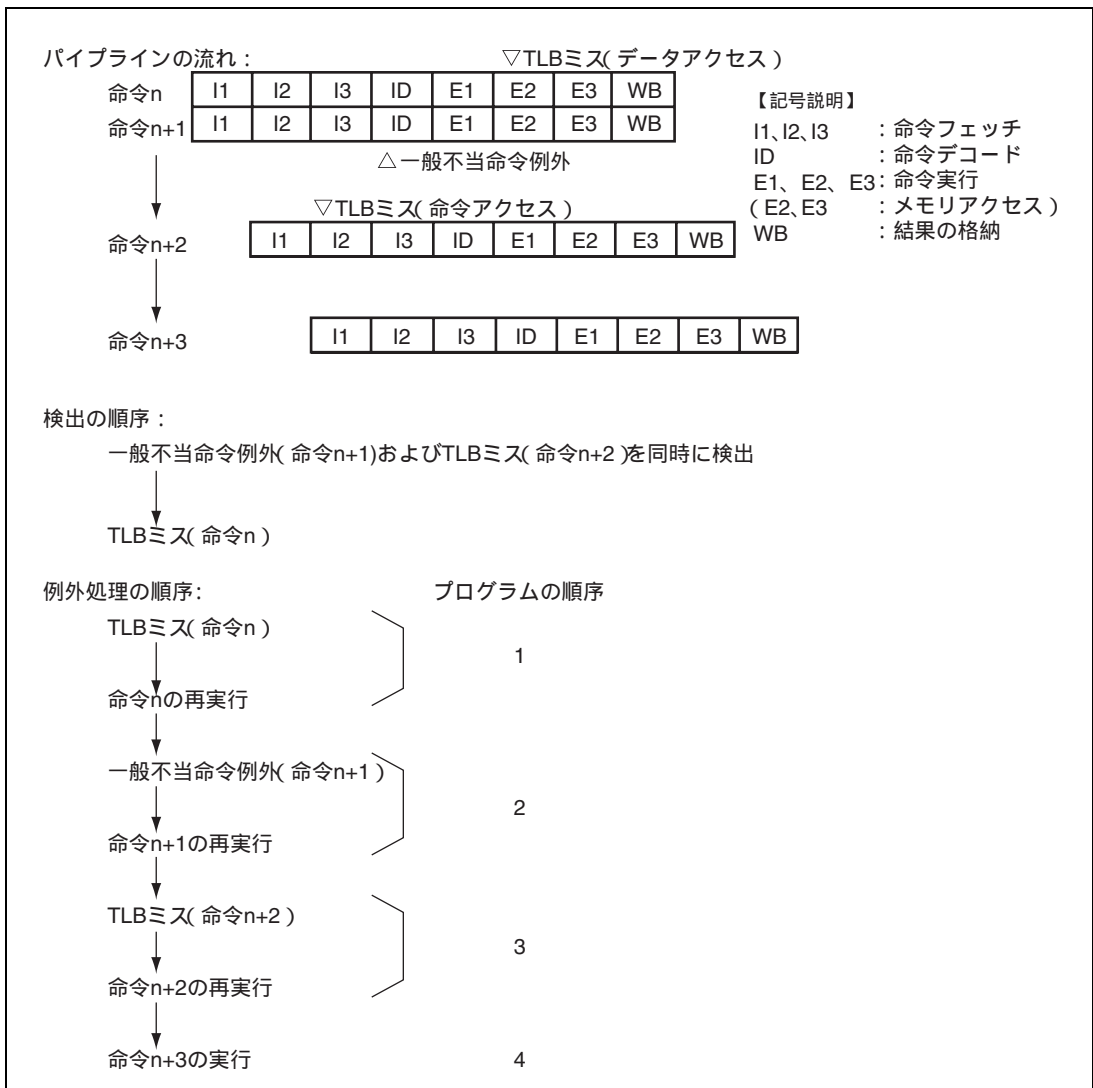 パイプラインの流れ：
▽TLBミス（データアクセス）
命令n I1 I2 I3 ID E1 E2 E3 WB
命令n+1 I1 I2 I3 ID E1 E2 E3 WB
△一般不当命令例外
▽TLBミス（命令アクセス）
命令n+2 I1 I2 I3 ID E1 E2 E3 WB
命令n+3 I1 I2 I3 ID E1 E2 E3 WB
【記号説明】
I1、I2、I3 ：命令フェッチ
ID ：命令デコード
E1、E2、E3：命令実行
（E2、E3 ：メモリアクセス）
WB ：結果の格納
検出の順序：
一般不当命令例外（命令n+1)およびTLBミス（命令n+2）を同時に検出
TLBミス（命令n）
例外処理の順序： プログラムの順序
TLBミス（命令n）
1
命令nの再実行
一般不当命令例外（命令n+1）
2
命令n+1の再実行
TLBミス（命令n+2）
3
命令n+2の再実行
命令n+3の実行 4